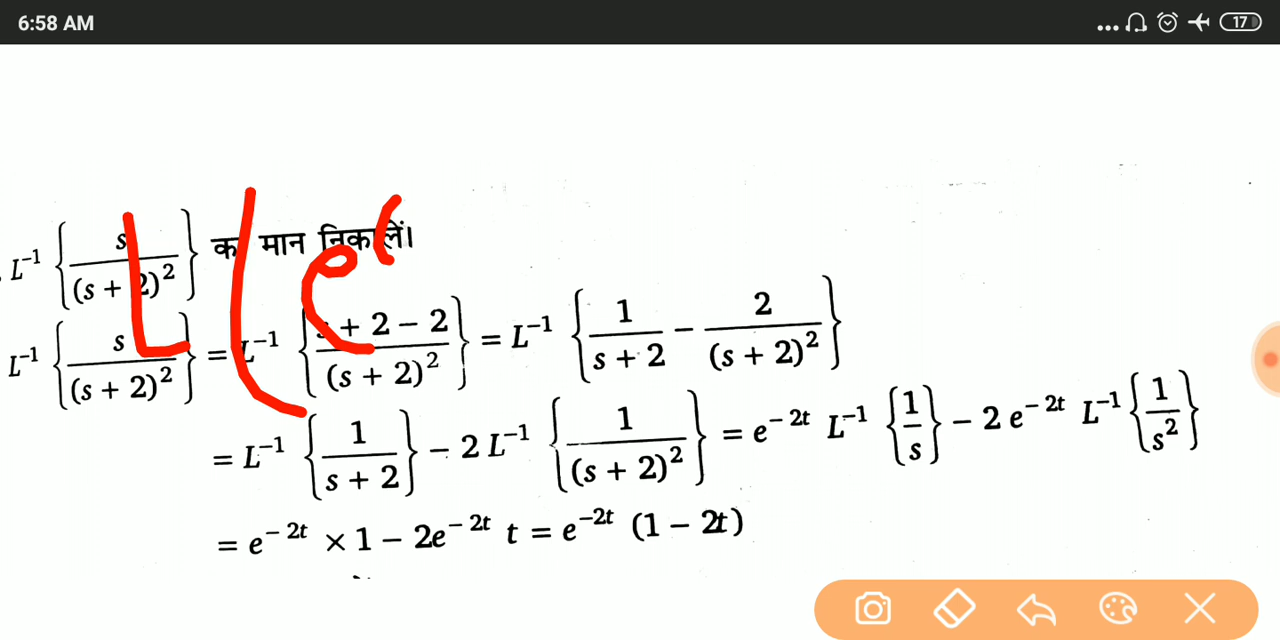 6:58 AM
17
L⁻¹ { s / (s + 2)² } का मान निकालें।
L⁻¹ { s / (s + 2)² } = L⁻¹ { s + 2 − 2 / (s + 2)² } = L⁻¹ { 1 / s + 2 − 2 / (s + 2)² }
= L⁻¹ { 1 / s + 2 } − 2 L⁻¹ { 1 / (s + 2)² } = e⁻ ²ᵗ L⁻¹ { 1 / s } − 2 e⁻ ²ᵗ L⁻¹ { 1 / s² }
= e⁻ ²ᵗ × 1 − 2e⁻ ²ᵗ t = e⁻²ᵗ (1 − 2t)
L ( e (